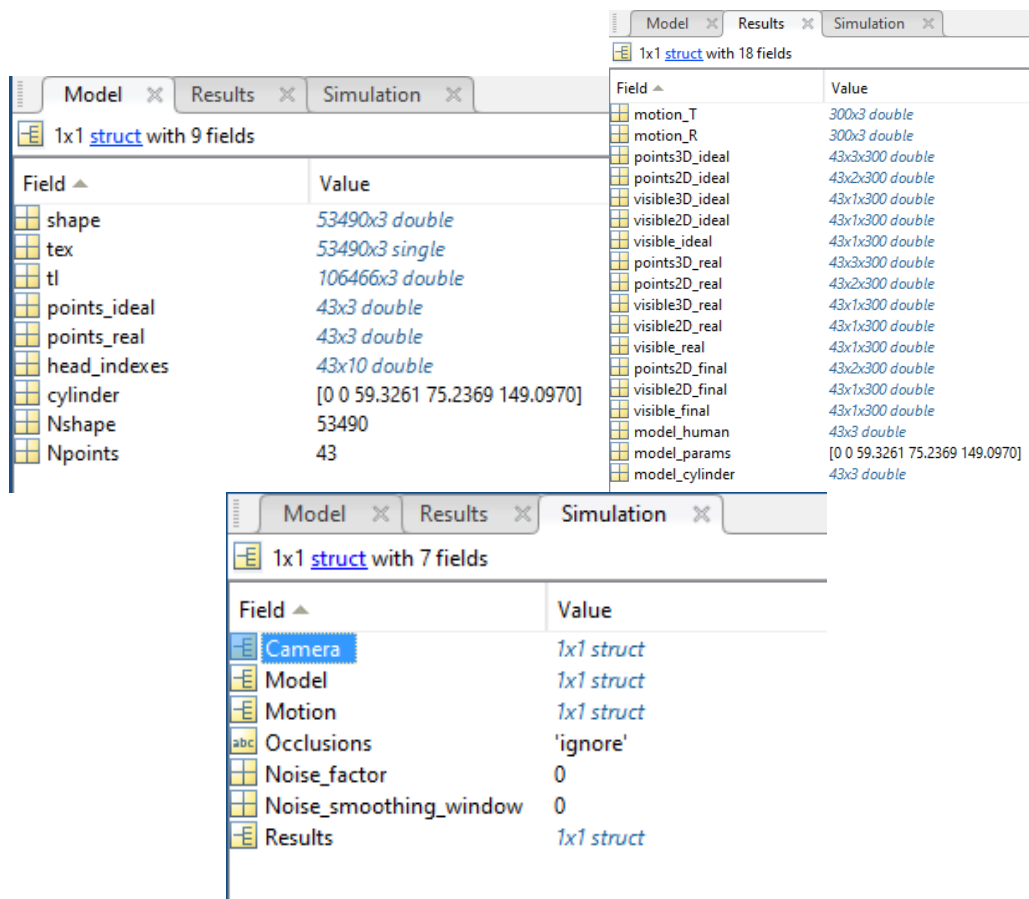 Model Results Simulation
1x1 struct with 9 fields
Field Value
shape 53490x3 double
tex 53490x3 single
tl 106466x3 double
points_ideal 43x3 double
points_real 43x3 double
head_indexes 43x10 double
cylinder [0 0 59.3261 75.2369 149.0970]
Nshape 53490
Npoints 43
Model Results Simulation
1x1 struct with 18 fields
Field Value
motion_T 300x3 double
motion_R 300x3 double
points3D_ideal 43x3x300 double
points2D_ideal 43x2x300 double
visible3D_ideal 43x1x300 double
visible2D_ideal 43x1x300 double
visible_ideal 43x1x300 double
points3D_real 43x3x300 double
points2D_real 43x2x300 double
visible3D_real 43x1x300 double
visible2D_real 43x1x300 double
visible_real 43x1x300 double
points2D_final 43x2x300 double
visible2D_final 43x1x300 double
visible_final 43x1x300 double
model_human 43x3 double
model_params [0 0 59.3261 75.2369 149.0970]
model_cylinder 43x3 double
Model Results Simulation
1x1 struct with 7 fields
Field Value
Camera 1x1 struct
Model 1x1 struct
Motion 1x1 struct
abc Occlusions 'ignore'
Noise_factor 0
Noise_smoothing_window 0
Results 1x1 struct